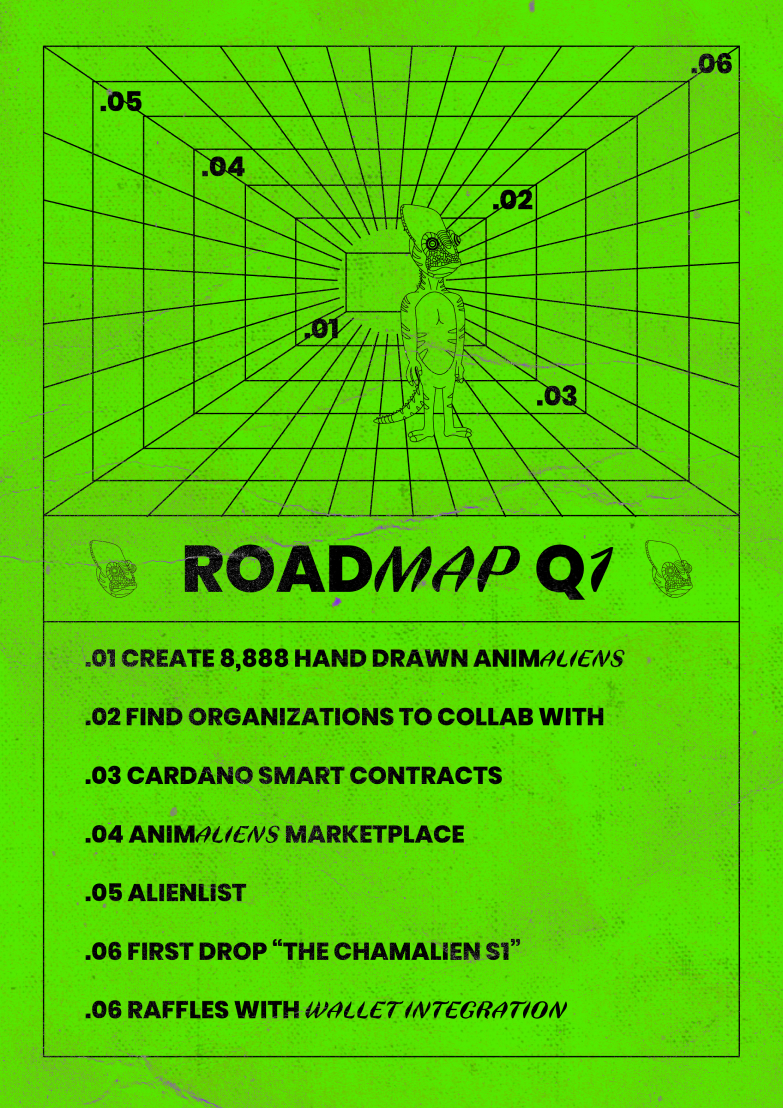 .06
.05
.04
.02
.01
.03
ROADMAP Q1
.01 CREATE 8,888 HAND DRAWN ANIMALIENS
.02 FIND ORGANIZATIONS TO COLLAB WITH
.03 CARDANO SMART CONTRACTS
.04 ANIMALIENS MARKETPLACE
.05 ALIENLIST
.06 FIRST DROP “THE CHAMALIEN S1”
.06 RAFFLES WITH WALLET INTEGRATION